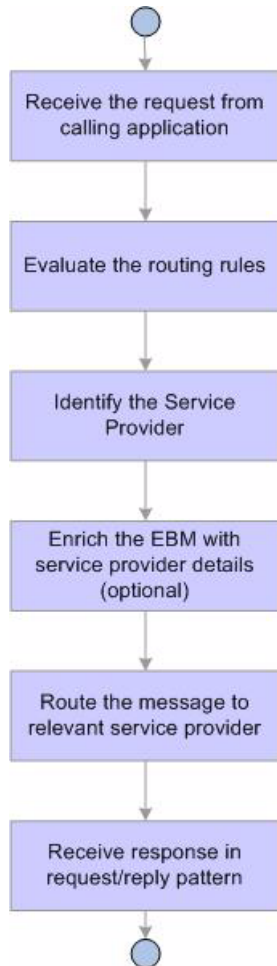 Receive the request from
calling application
Evaluate the routing rules
Identify the Service
Provider
Enrich the EBM with
service provider details
(optional)
Route the message to
relevant service provider
Receive response in
request/reply pattern